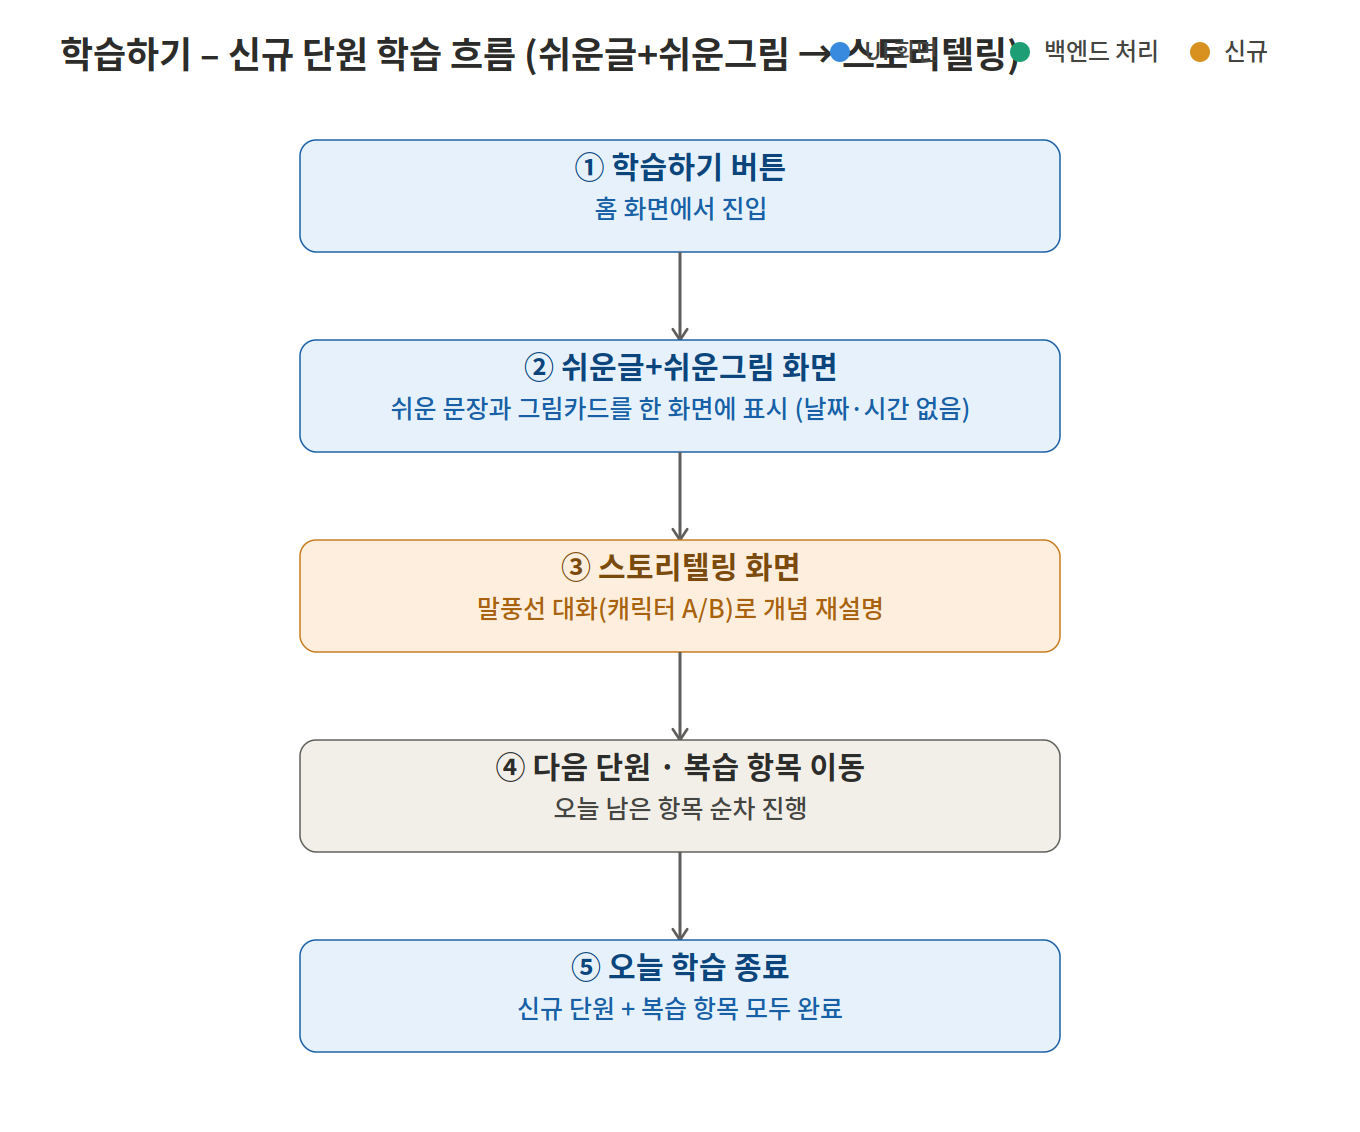 학습하기 – 신규 단원 학습 흐름 (쉬운글+쉬운그림 → 스토리텔링)
UI 화면
백엔드 처리
신규
① 학습하기 버튼
홈 화면에서 진입
② 쉬운글+쉬운그림 화면
쉬운 문장과 그림카드를 한 화면에 표시 (날짜·시간 없음)
③ 스토리텔링 화면
말풍선 대화(캐릭터 A/B)로 개념 재설명
④ 다음 단원 · 복습 항목 이동
오늘 남은 항목 순차 진행
⑤ 오늘 학습 종료
신규 단원 + 복습 항목 모두 완료